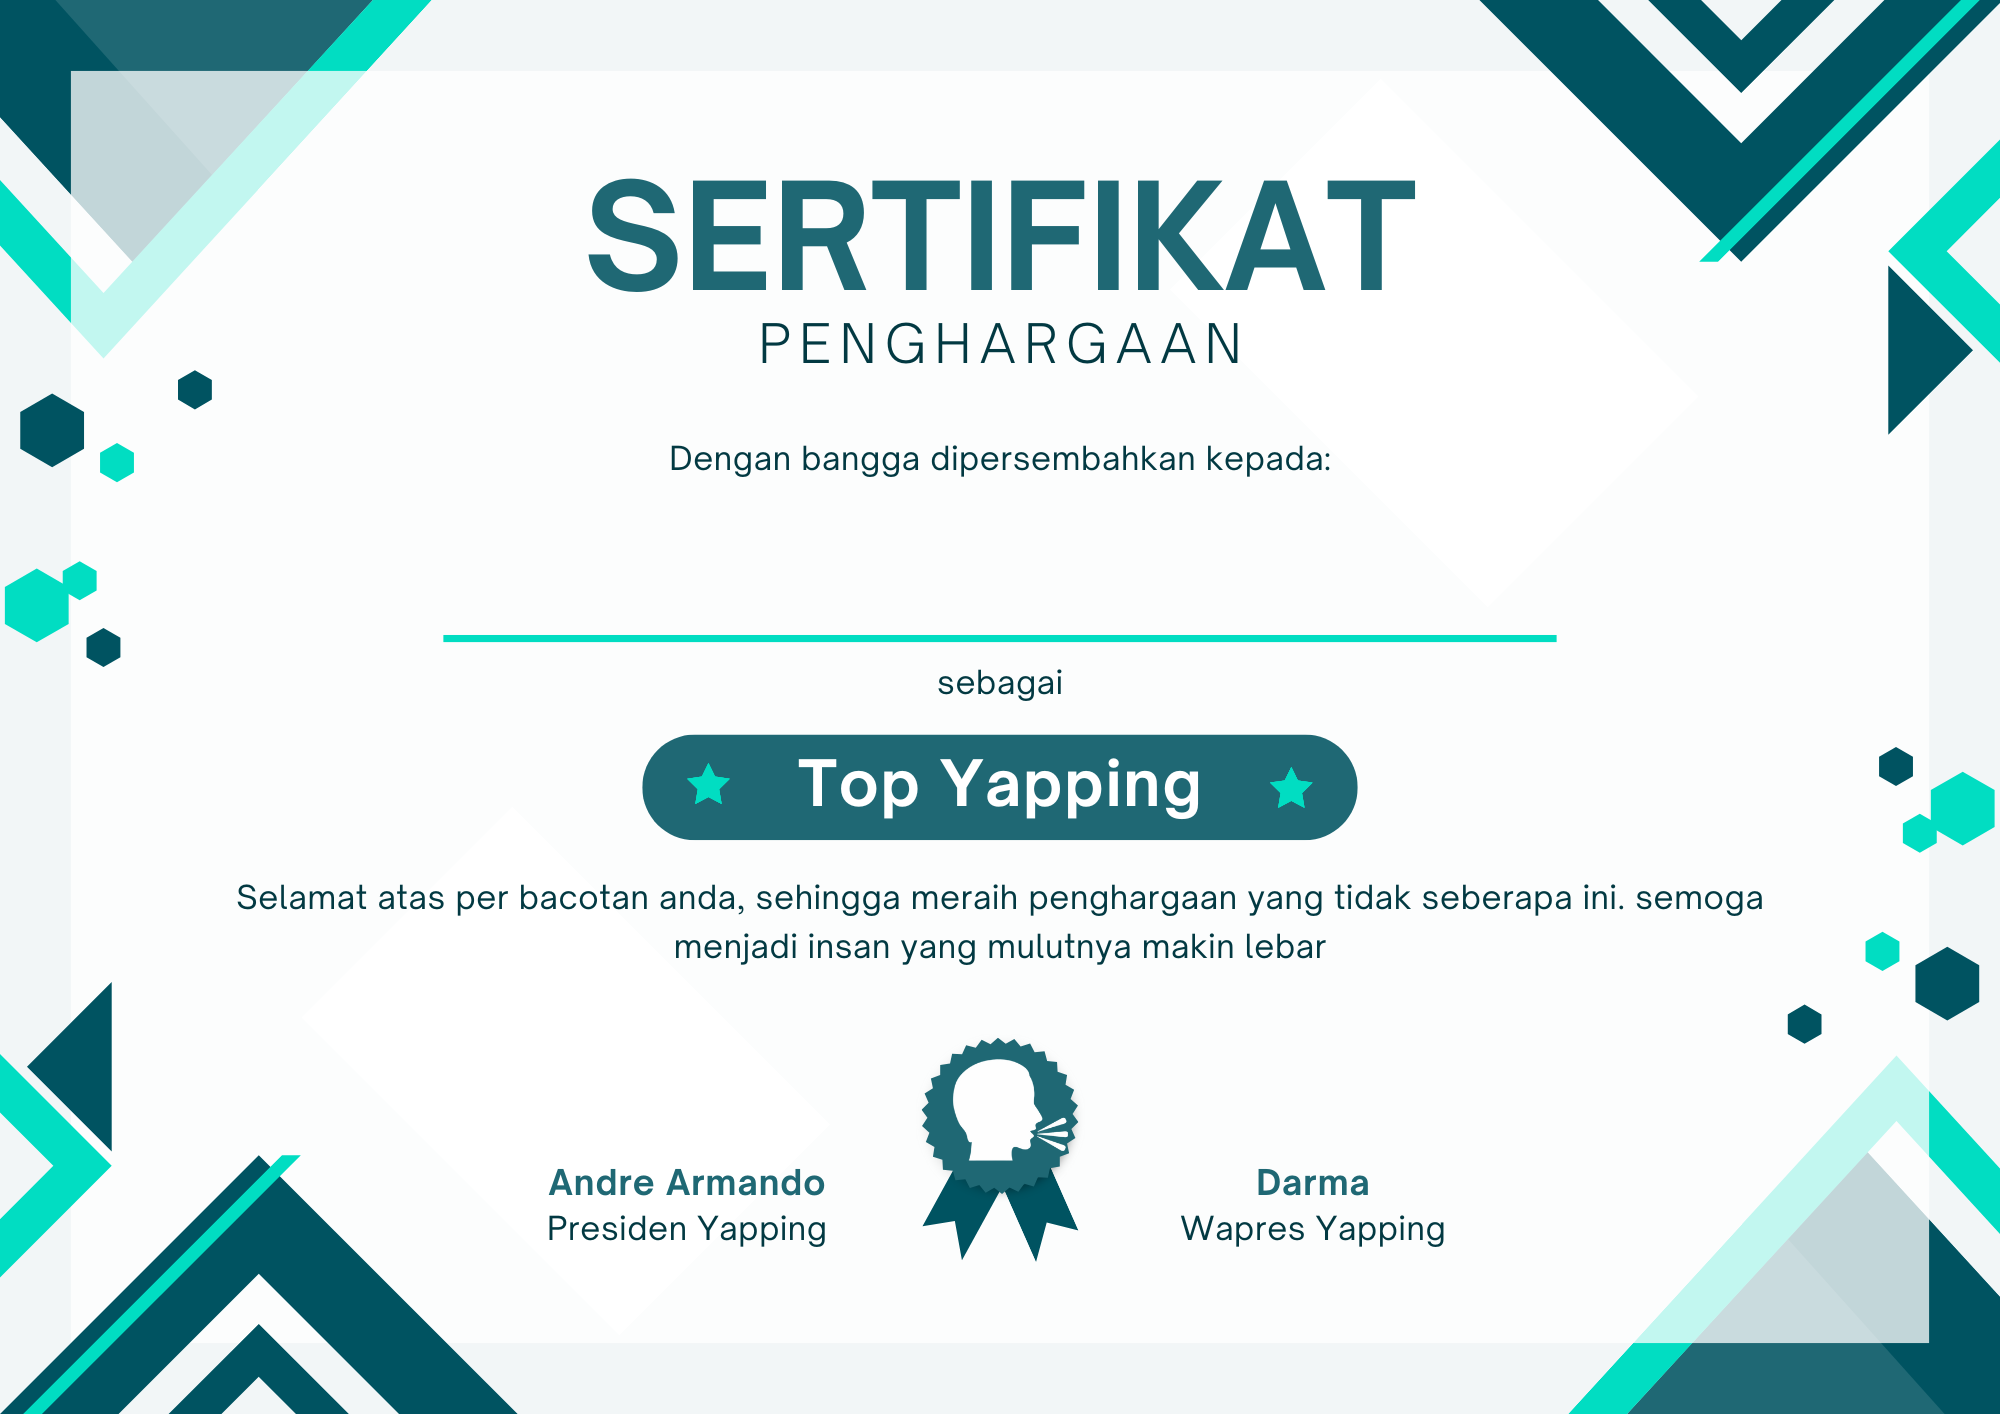 SERTIFIKAT
PENGHARGAAN
Dengan bangga dipersembahkan kepada:
sebagai
Top Yapping
Selamat atas per bacotan anda, sehingga meraih penghargaan yang tidak seberapa ini. semoga
menjadi insan yang mulutnya makin lebar
Andre Armando
Presiden Yapping
Darma
Wapres Yapping